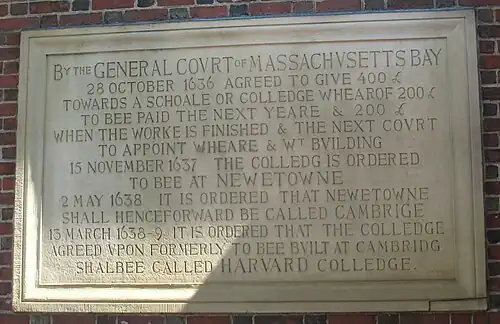 BY THE GENERAL COVRT OF MASSACHVSETTS BAY
28 OCTOBER 1636 AGREED TO GIVE 400 £
TOWARDS A SCHOALE OR COLLEDGE WHEAROF 200 £
TO BEE PAID THE NEXT YEARE & 200 £
WHEN THE WORKE IS FINISHED & THE NEXT COVRT
TO APPOINT WHEARE & WT BVILDING
15 NOVEMBER 1637 THE COLLEDG IS ORDERED
TO BEE AT NEWETOWNE
2 MAY 1638 IT IS ORDERED THAT NEWETOWNE
SHALL HENCEFORWARD BE CALLED CAMBRIGE
13 MARCH 1638-9 IT IS ORDERED THAT THE COLLEDGE
AGREED VPON FORMERLY TO BEE BVILT AT CAMBRIDG
SHALBEE CALLED HARVARD COLLEDGE.